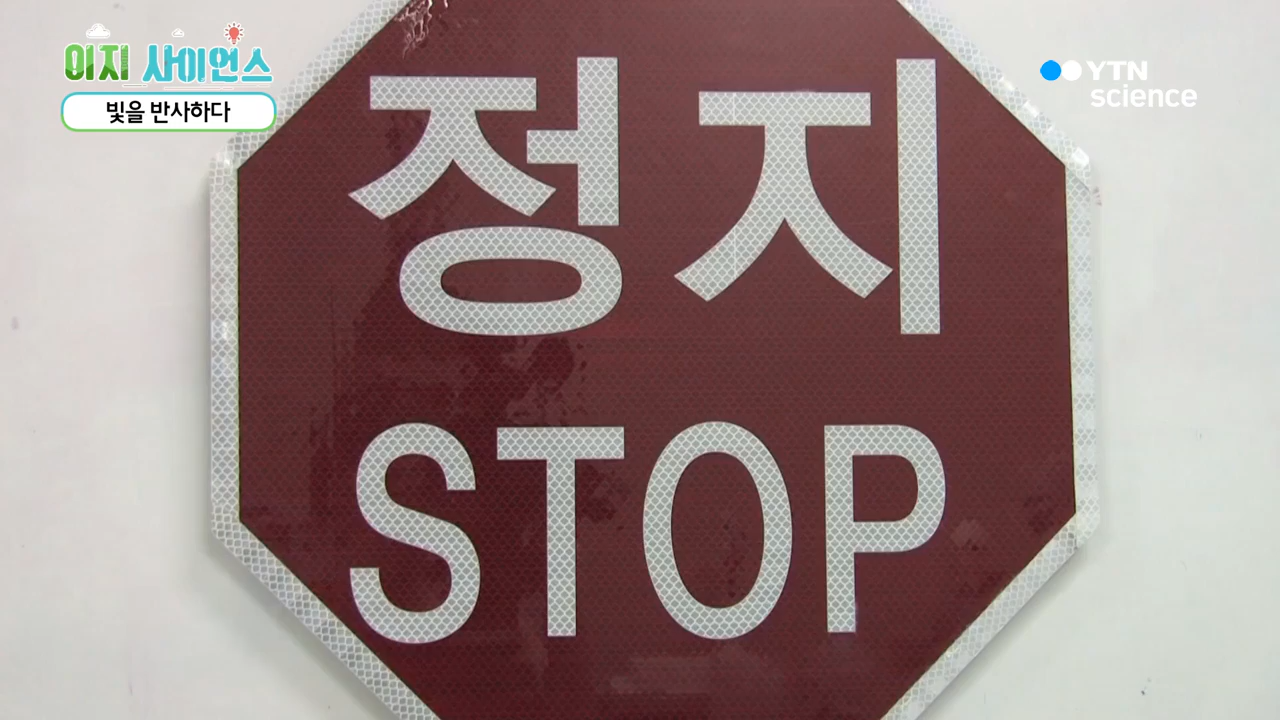 이지 사이언스
빛을 반사하다
YTN
science
정지
STOP